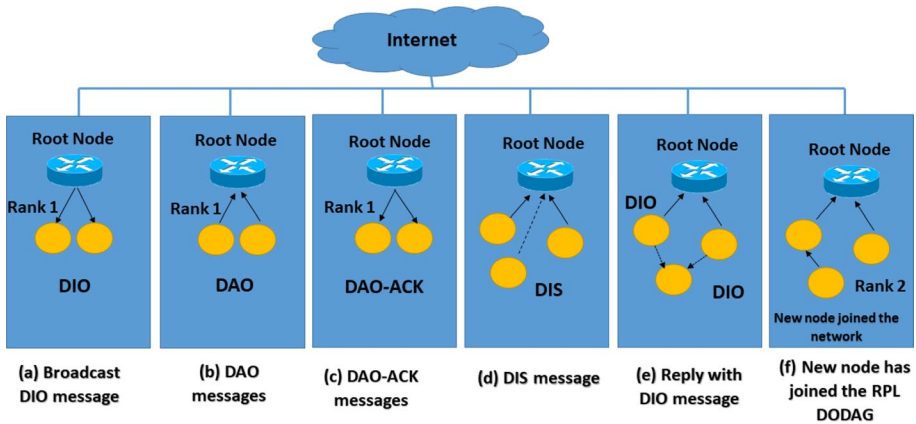 Internet
Root Node
Rank 1
DIO
(a) Broadcast
DIO message
Root Node
Rank 1
DAO
(b) DAO
messages
Root Node
Rank 1
DAO-ACK
(c) DAO-ACK
messages
Root Node
DIS
(d) DIS message
Root Node
DIO
DIO
(e) Reply with
DIO message
Root Node
Rank 2
New node joined the
network
(f) New node has
joined the RPL
DODAG